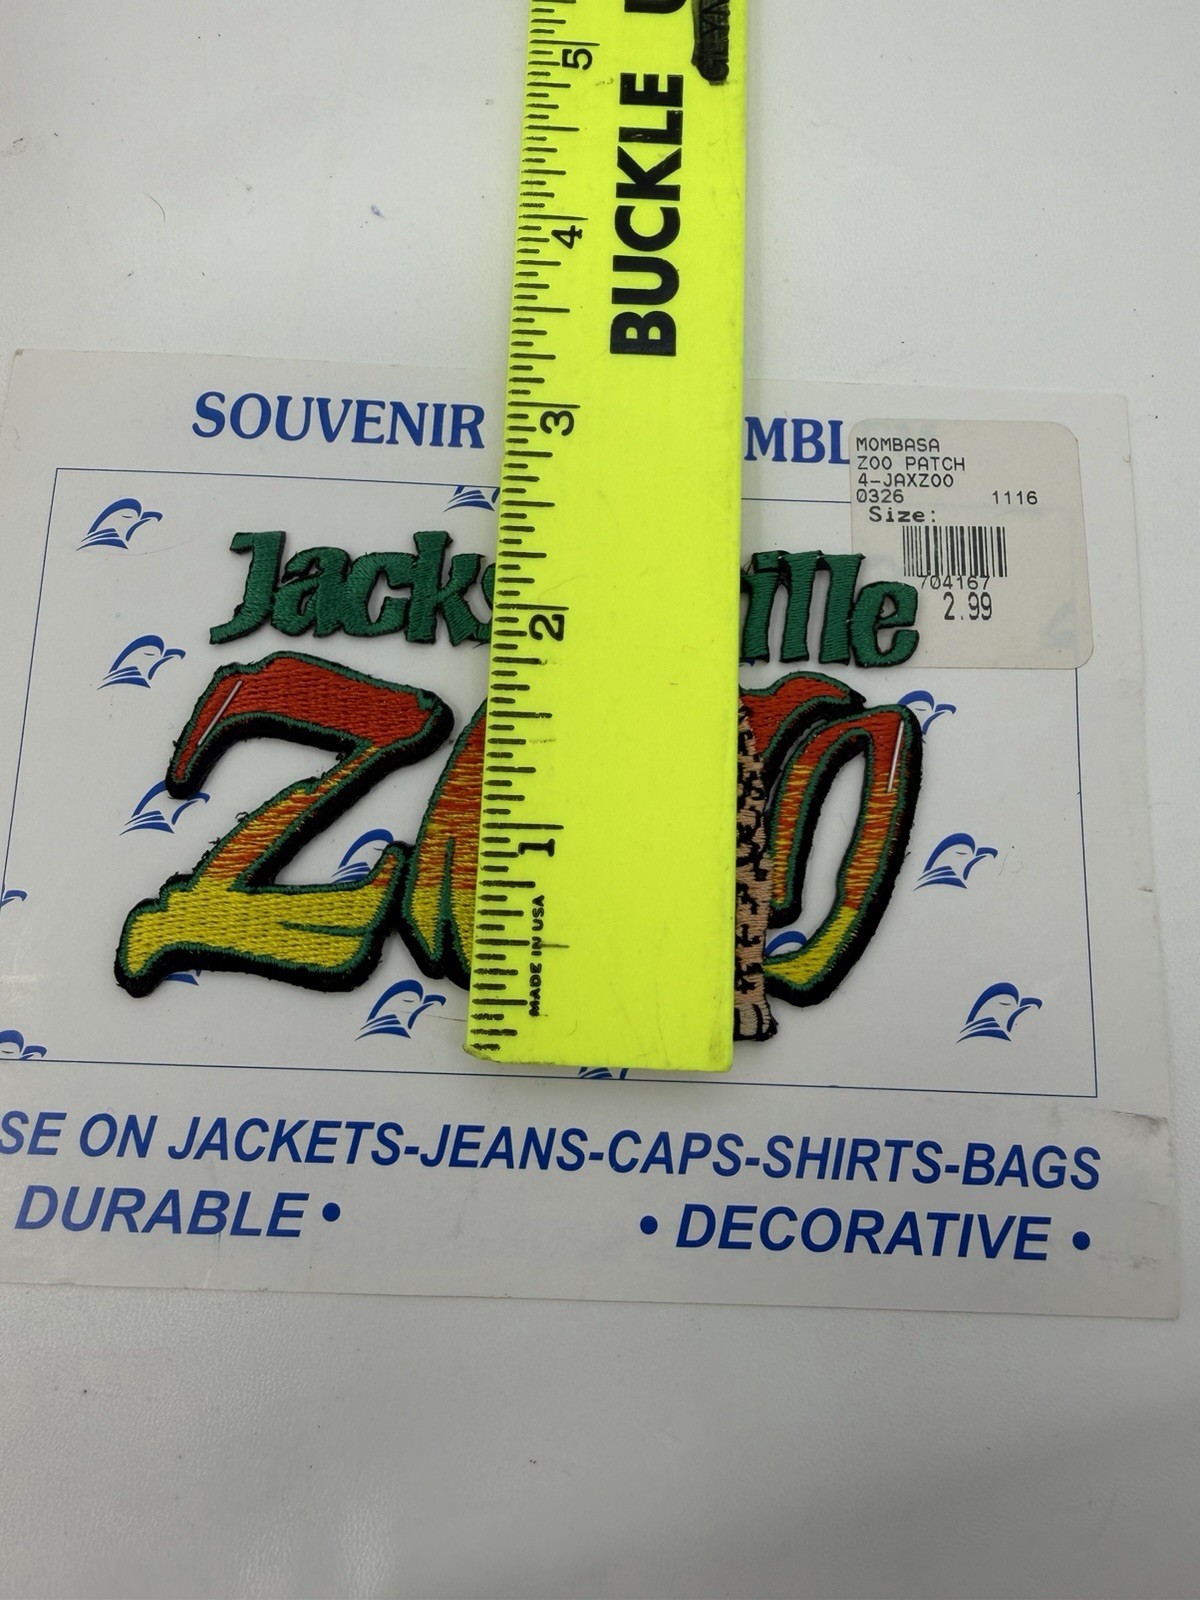 5
4
3
2
1
BUCKLE U
MADE IN USA
SOUVENIR MBL
MOMBASA
ZOO PATCH
4-JAXZOO
0326 1116
Size:
704167
2.99
Jacks ille
ZOO
SE ON JACKETS-JEANS-CAPS-SHIRTS-BAGS
DURABLE • • DECORATIVE •